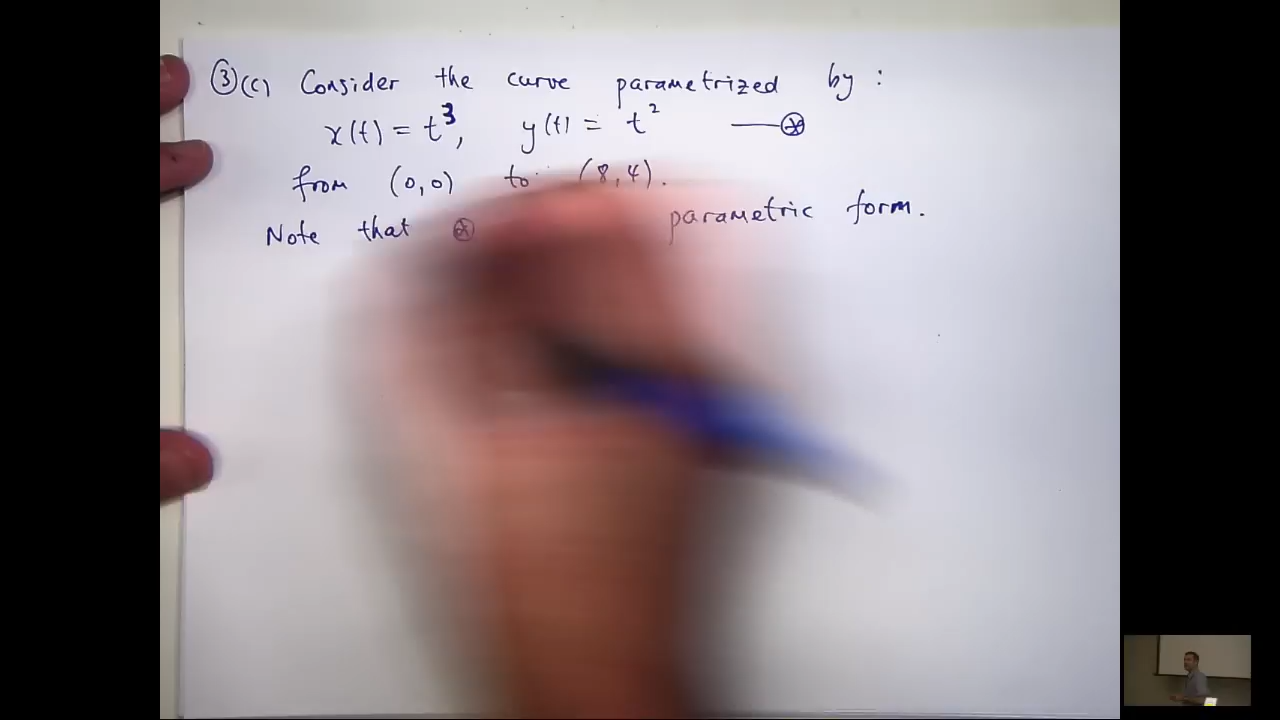 ③(c) Consider the curve parametrized by :
x(t) = t³, y(t) = t² —⊛
from (0,0) to (8,4).
Note that ⊛ parametric form.